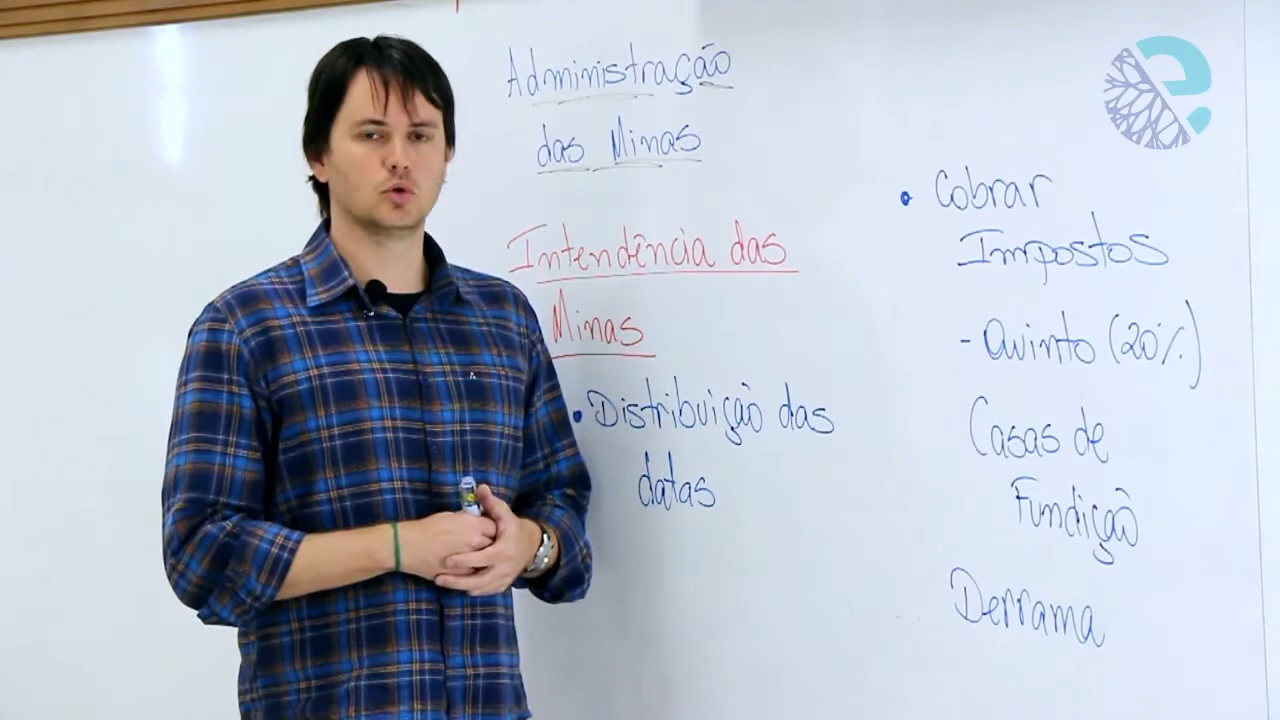 Administração
das Minas
Intendência das
Minas
• Distribuição das
datas
• Cobrar
Impostos
- Quinto (20%)
Casas de
Fundição
Derrama